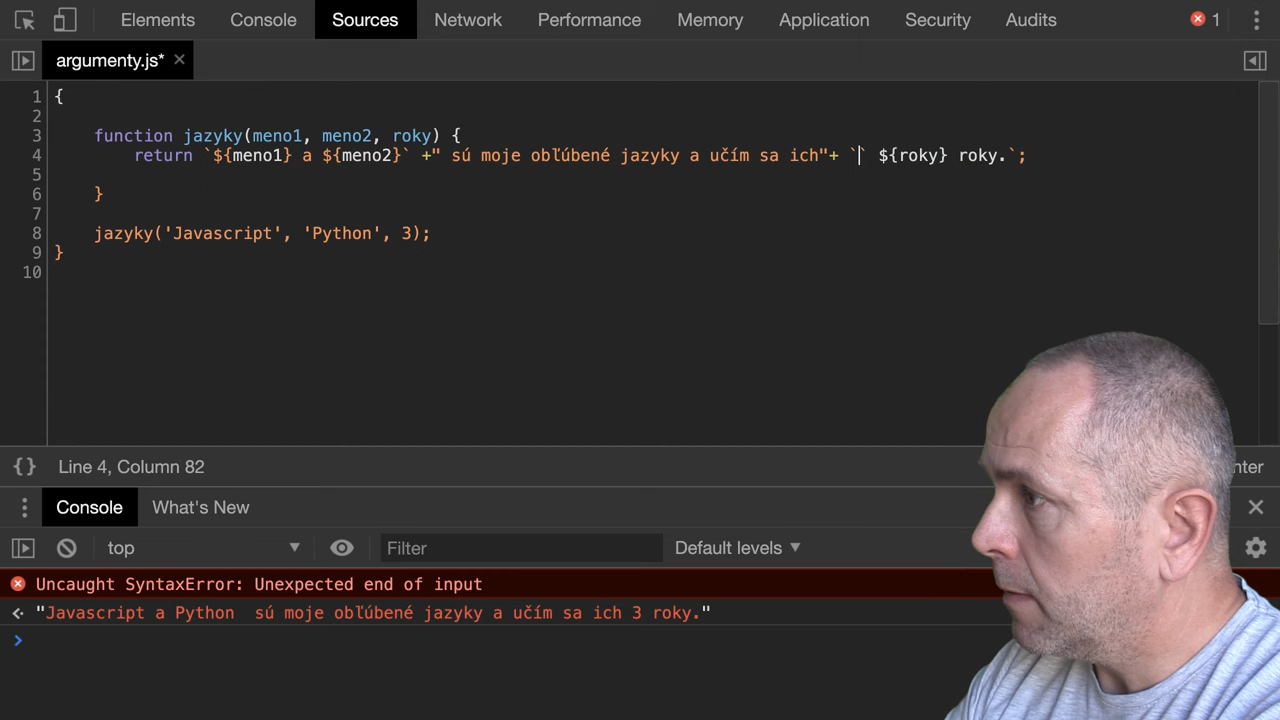 Elements Console Sources Network Performance Memory Application Security Audits 1
argumenty.js* ×
1 {
2
3 function jazyky(meno1, meno2, roky) {
4 return `${meno1} a ${meno2}` +" sú moje obľúbené jazyky a učím sa ich"+ `` ${roky} roky.`;
5
6 }
7
8 jazyky('Javascript', 'Python', 3);
9 }
10
{} Line 4, Column 82 nter
Console What's New
top Filter Default levels
Uncaught SyntaxError: Unexpected end of input
"Javascript a Python  sú moje obľúbené jazyky a učím sa ich 3 roky."
>